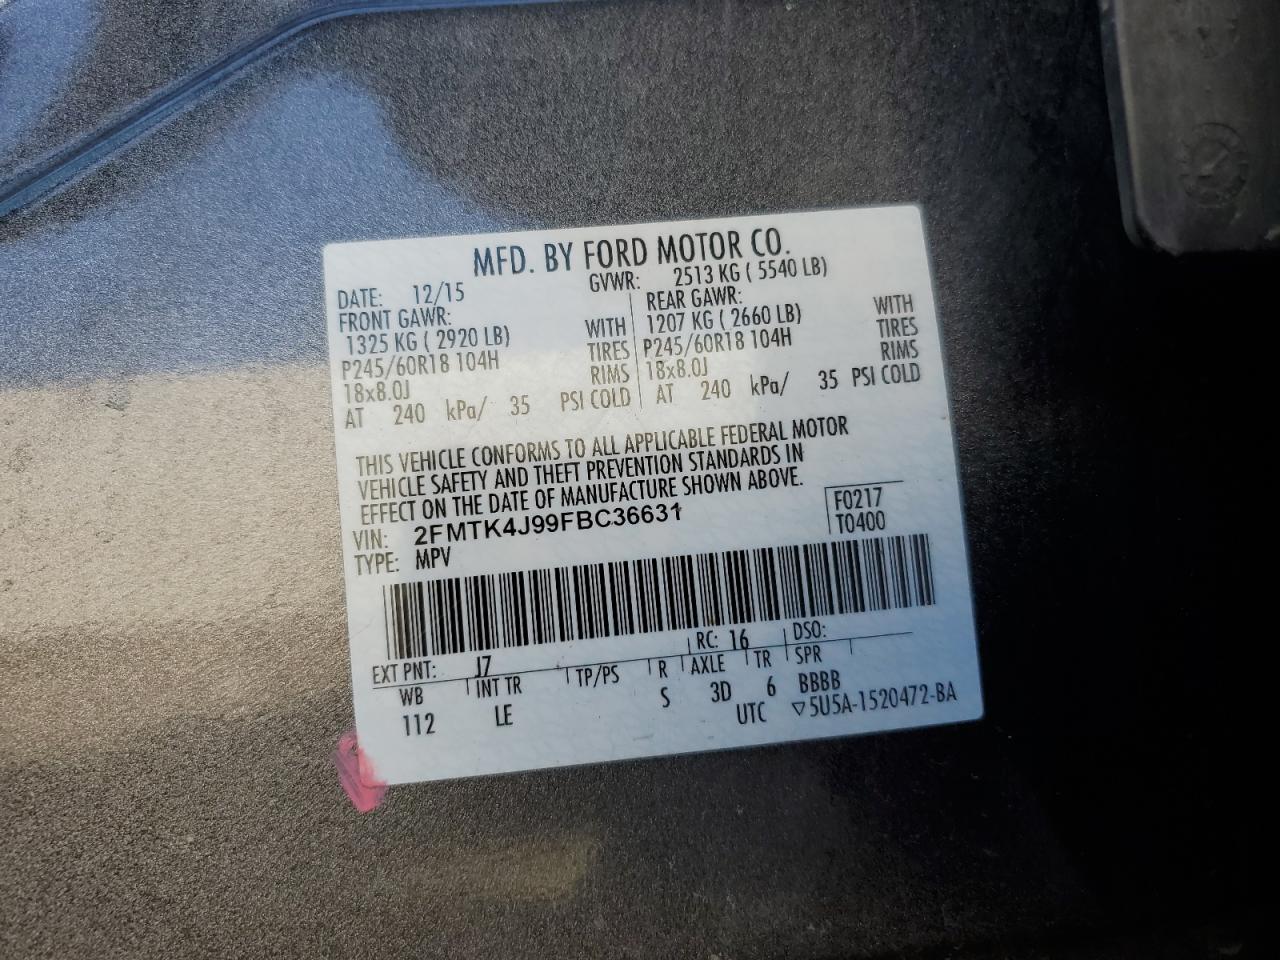 MFD. BY FORD MOTOR CO.
DATE: 12/15 GVWR: 2513 KG ( 5540 LB)
FRONT GAWR: REAR GAWR:
1325 KG ( 2920 LB) WITH 1207 KG ( 2660 LB) WITH
P245/60R18 104H TIRES P245/60R18 104H TIRES
18x8.0J RIMS 18x8.0J RIMS
AT 240 kPa/ 35 PSI COLD AT 240 kPa/ 35 PSI COLD
THIS VEHICLE CONFORMS TO ALL APPLICABLE FEDERAL MOTOR
VEHICLE SAFETY AND THEFT PREVENTION STANDARDS IN
EFFECT ON THE DATE OF MANUFACTURE SHOWN ABOVE.
VIN: 2FMTK4J99FBC36631 F0217
TYPE: MPV T0400
EXT PNT: J7 RC: 16 DSO:
WB INT TR TP/PS R AXLE TR SPR
112 LE S 3D 6 BBBB
UTC ▽5U5A-1520472-BA